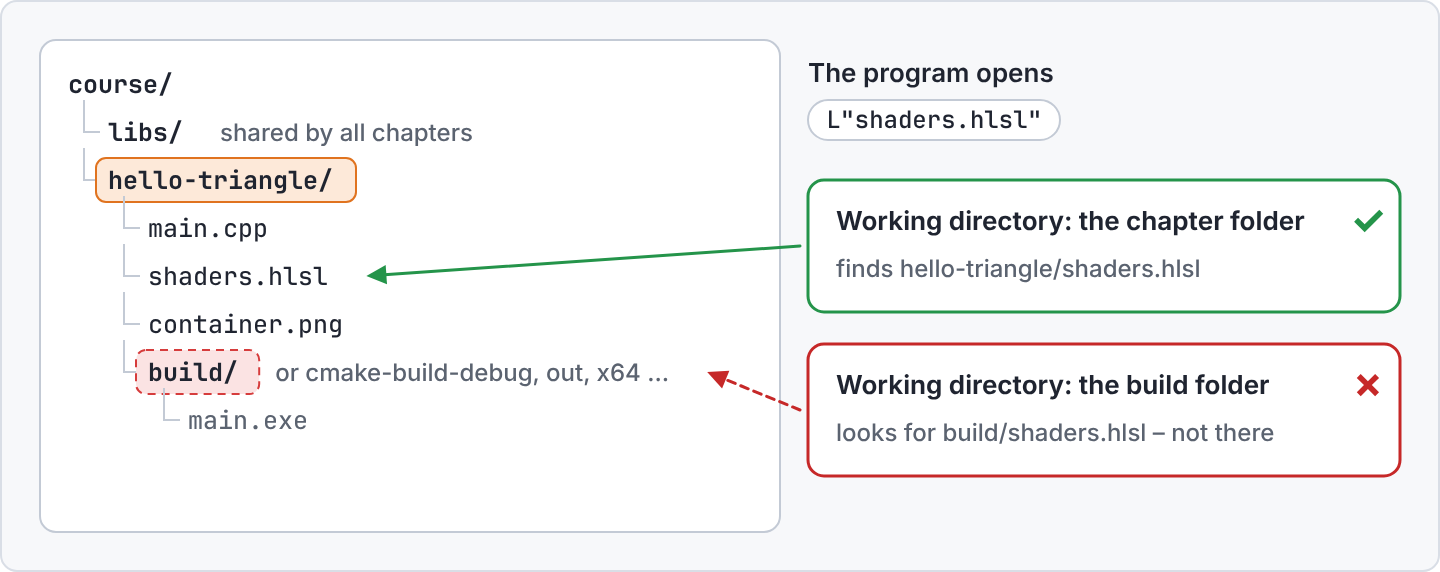 course/
libs/ shared by all chapters
hello-triangle/
main.cpp
shaders.hlsl
container.png
build/ or cmake-build-debug, out, x64 ...
main.exe
The program opens
L"shaders.hlsl"
Working directory: the chapter folder
finds hello-triangle/shaders.hlsl
Working directory: the build folder
looks for build/shaders.hlsl – not there